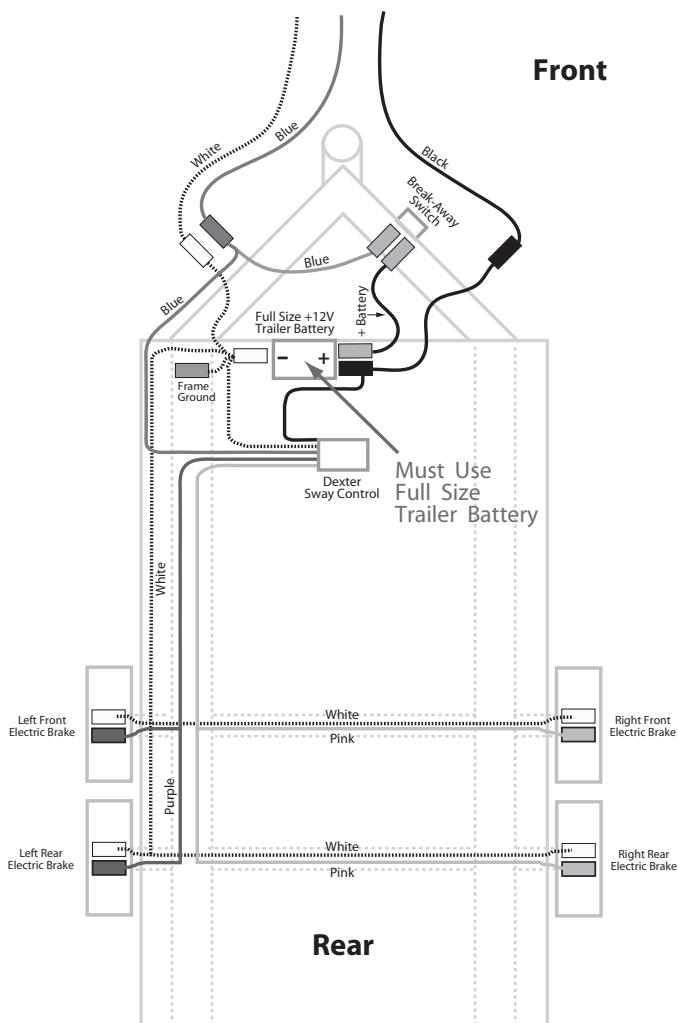 Front
White
Blue
Black
Break-Away
Switch
Blue
Blue
Full Size +12V
Trailer Battery
+ Battery
− +
Frame
Ground
Dexter
Sway Control
Must Use
Full Size
Trailer Battery
White
Left Front
Electric Brake
White
Pink
Right Front
Electric Brake
Purple
Left Rear
Electric Brake
White
Pink
Right Rear
Electric Brake
Rear